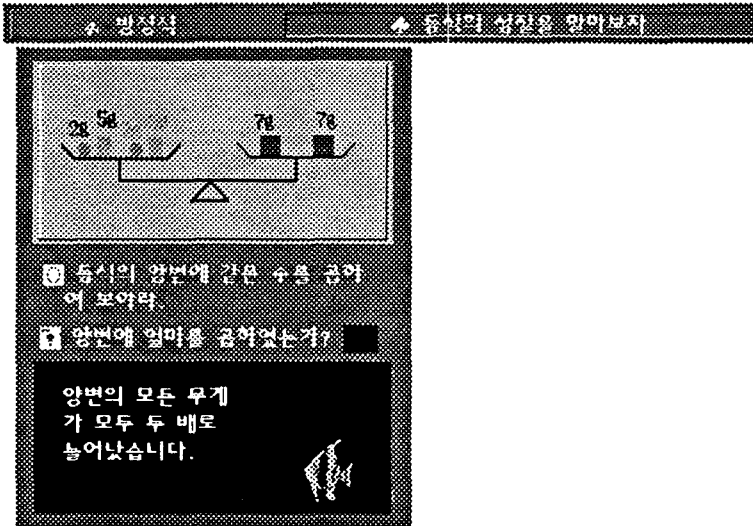 4. 방정식
♣ 등식의 성질을 알아보자
2g 5g
7g 7g
등식의 양변에 같은 수를 곱하
여 보아라.
? 양변에 얼마를 곱하였는가?
양변의 모든 무게
가 모두 두 배로
늘어났습니다.